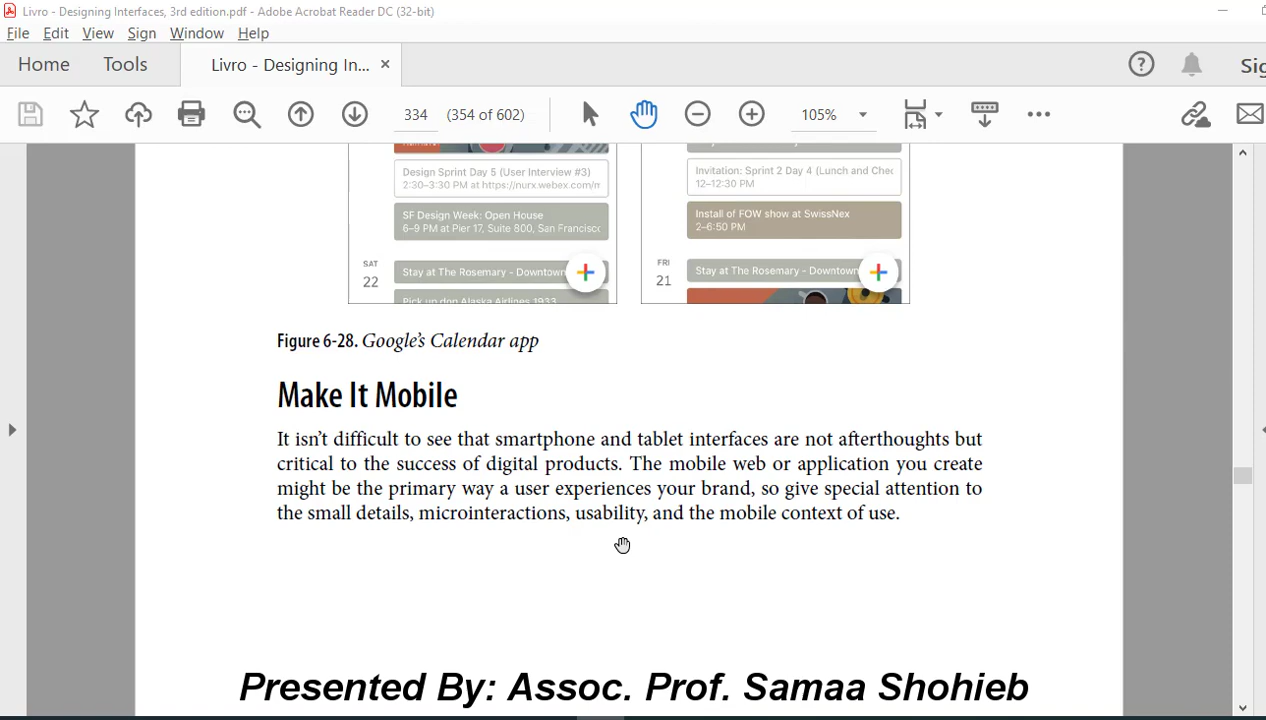 Livro - Designing Interfaces, 3rd edition.pdf - Adobe Acrobat Reader DC (32-bit)
File Edit View Sign Window Help
Home Tools Livro - Designing In... × ? Sig
334 (354 of 602) 105%
Design Sprint Day 5 (User Interview #3)
2:30–3:30 PM at https://nurx.webex.com/m
SF Design Week: Open House
6–9 PM at Pier 17, Suite 800, San Francisco
SAT
22
Stay at The Rosemary - Downtown
Pick up don Alaska Airlines 1933
Invitation: Sprint 2 Day 4 (Lunch and Chec
12–12:30 PM
Install of FOW show at SwissNex
2–6:50 PM
FRI
21
Stay at The Rosemary - Downtown
Figure 6-28. Google’s Calendar app
Make It Mobile
It isn’t difficult to see that smartphone and tablet interfaces are not afterthoughts but
critical to the success of digital products. The mobile web or application you create
might be the primary way a user experiences your brand, so give special attention to
the small details, microinteractions, usability, and the mobile context of use.
Presented By: Assoc. Prof. Samaa Shohieb